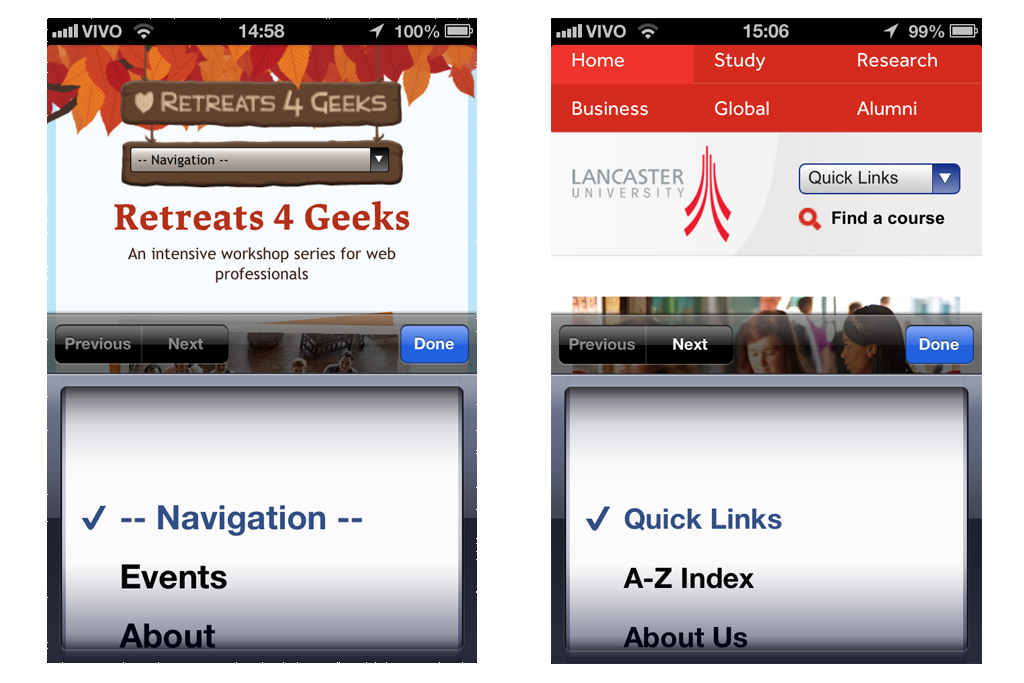 VIVO 14:58 100%
RETREATS 4 GEEKS
-- Navigation --
Retreats 4 Geeks
An intensive workshop series for web
professionals
Previous Next Done
-- Navigation --
Events
About
VIVO 15:06 99%
Home Study Research
Business Global Alumni
LANCASTER
UNIVERSITY
Quick Links
Find a course
Previous Next Done
Quick Links
A-Z Index
About Us